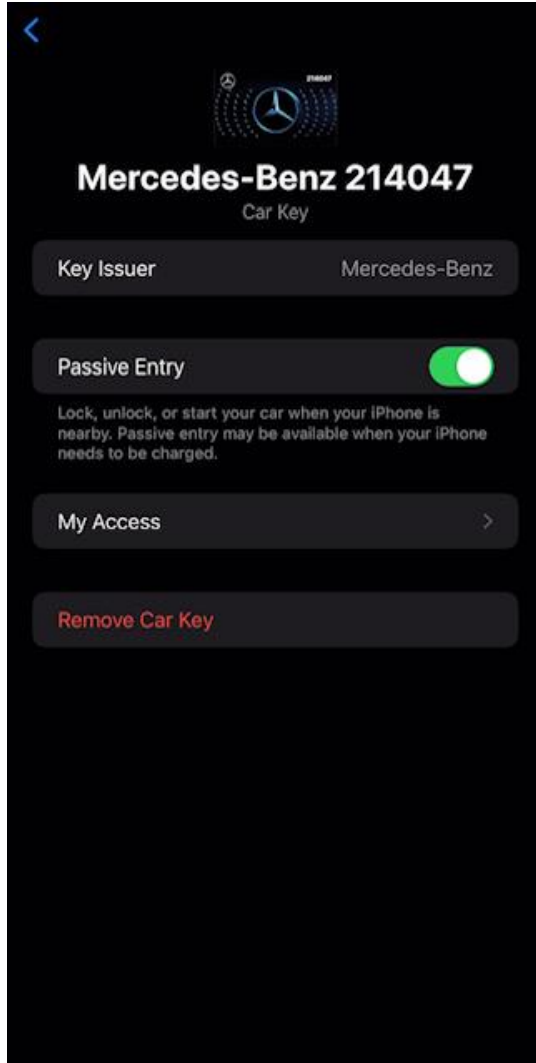 214047
Mercedes-Benz 214047
Car Key
Key Issuer Mercedes-Benz
Passive Entry
Lock, unlock, or start your car when your iPhone is
nearby. Passive entry may be available when your iPhone
needs to be charged.
My Access
Remove Car Key